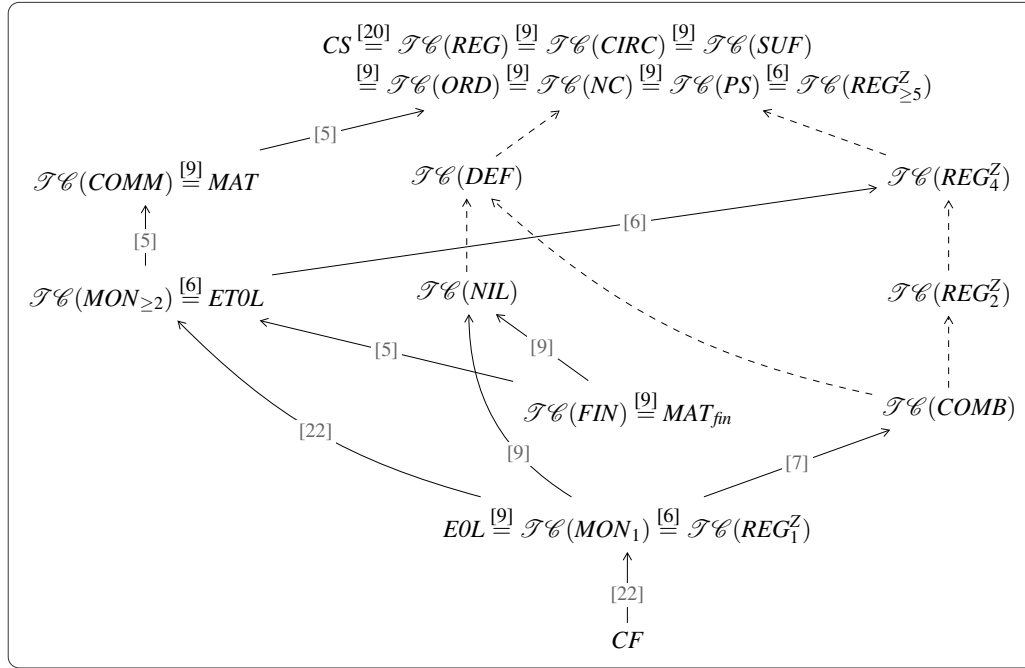 CS [20]= 𝒯𝒞(REG) [9]= 𝒯𝒞(CIRC) [9]= 𝒯𝒞(SUF)
[9]= 𝒯𝒞(ORD) [9]= 𝒯𝒞(NC) [9]= 𝒯𝒞(PS) [6]= 𝒯𝒞(REG^Z_≥5)
[5]
𝒯𝒞(COMM) [9]= MAT 𝒯𝒞(DEF) 𝒯𝒞(REG^Z_4)
[5] [6]
𝒯𝒞(MON_≥2) [6]= ET0L 𝒯𝒞(NIL) 𝒯𝒞(REG^Z_2)
[5] [9]
𝒯𝒞(FIN) [9]= MAT_fin 𝒯𝒞(COMB)
[22] [9] [7]
E0L [9]= 𝒯𝒞(MON_1) [6]= 𝒯𝒞(REG^Z_1)
[22]
CF